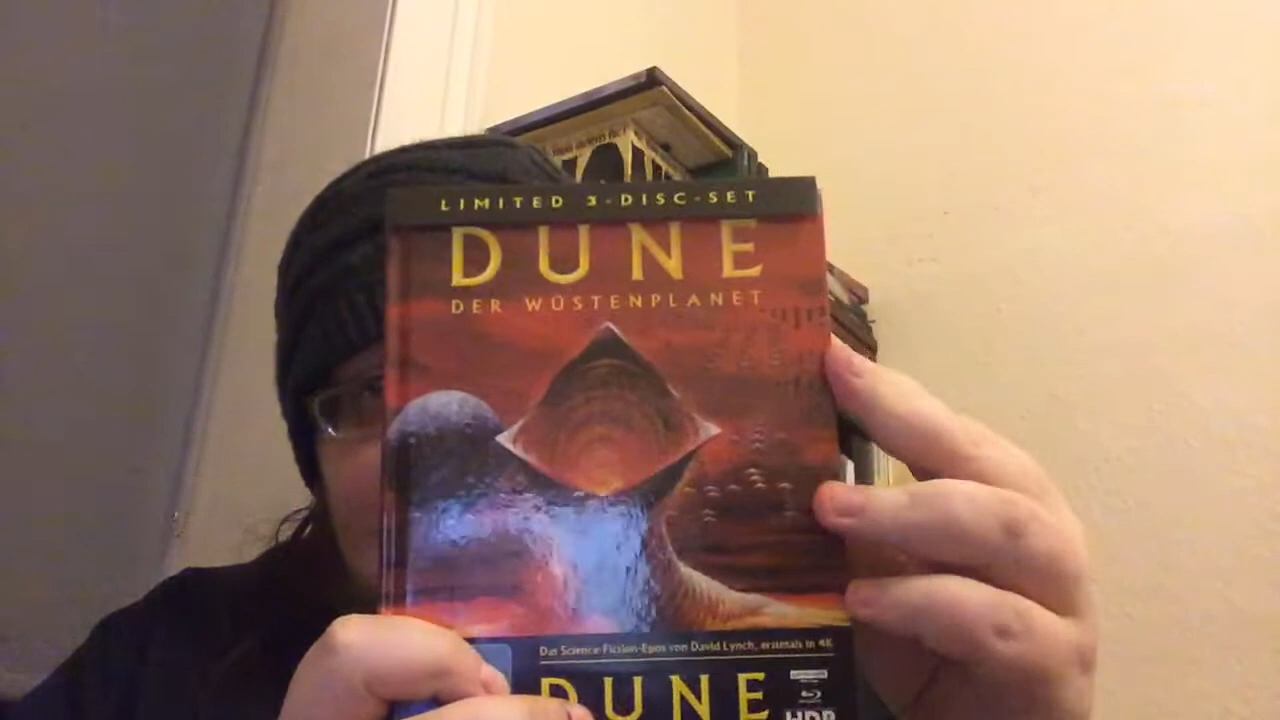 LIMITED 3-DISC-SET
DUNE
DER WÜSTENPLANET
Das Science-Fiction-Epos von David Lynch, erstmals in 4K
DUNE
HDR